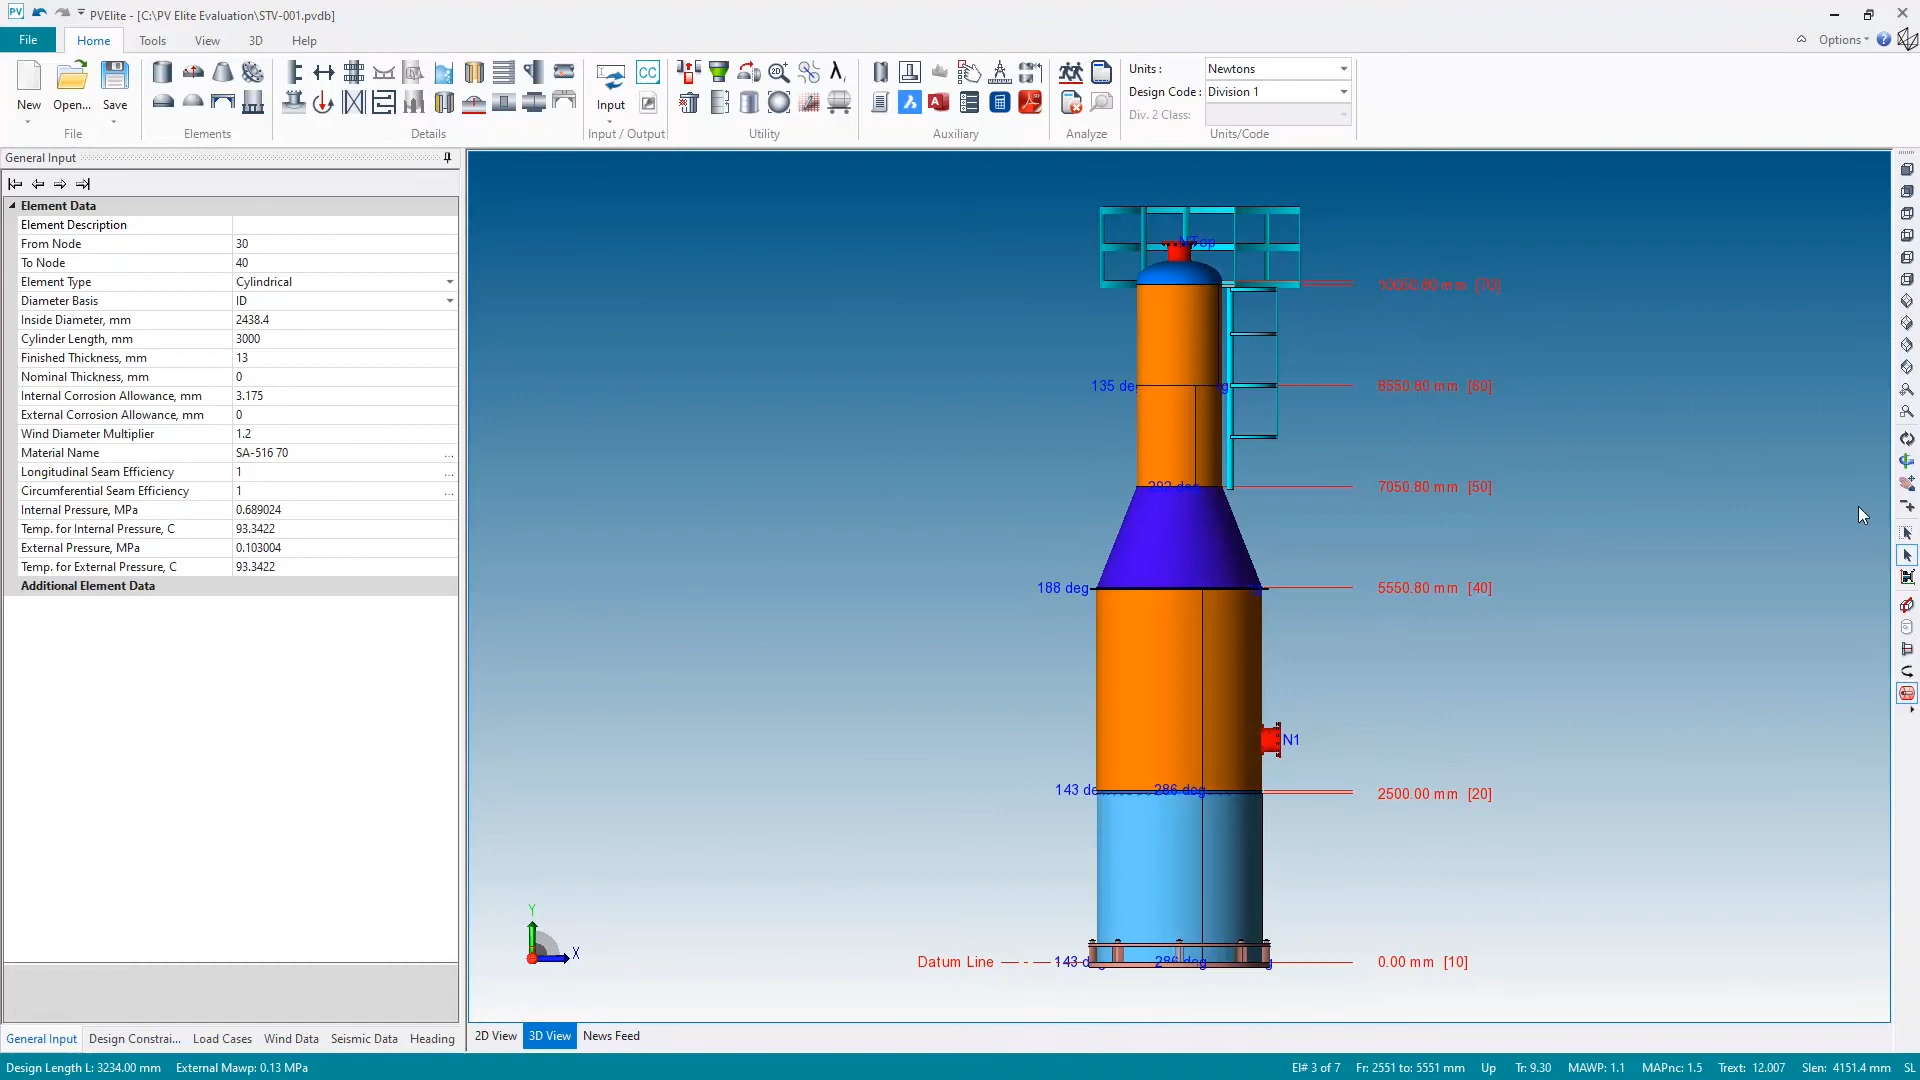 PVElite - [C:\PV Elite Evaluation\STV-001.pvdb]
File Home Tools View 3D Help
Options
New Open... Save
Input
CC
Units : Newtons
Design Code : Division 1
Div. 2 Class:
File Elements Details Input / Output Utility Auxiliary Analyze Units/Code
General Input
Element Data
Element Description
From Node 30
To Node 40
Element Type Cylindrical
Diameter Basis ID
Inside Diameter, mm 2438.4
Cylinder Length, mm 3000
Finished Thickness, mm 13
Nominal Thickness, mm 0
Internal Corrosion Allowance, mm 3.175
External Corrosion Allowance, mm 0
Wind Diameter Multiplier 1.2
Material Name SA-516 70 ...
Longitudinal Seam Efficiency 1 ...
Circumferential Seam Efficiency 1 ...
Internal Pressure, MPa 0.689024
Temp. for Internal Pressure, C 93.3422
External Pressure, MPa 0.103004
Temp. for External Pressure, C 93.3422
Additional Element Data
NTop
10050.80 mm [70]
135 deg
8550.80 mm [60]
292 deg
7050.80 mm [50]
188 deg
5550.80 mm [40]
N1
143 de 286 deg
2500.00 mm [20]
Datum Line 143 d 286 deg
0.00 mm [10]
Y
X
General Input Design Constrai... Load Cases Wind Data Seismic Data Heading
2D View 3D View News Feed
Design Length L: 3234.00 mm External Mawp: 0.13 MPa
El# 3 of 7 Fr: 2551 to: 5551 mm Up Tr: 9.30 MAWP: 1.1 MAPnc: 1.5 Trext: 12.007 Slen: 4151.4 mm SL